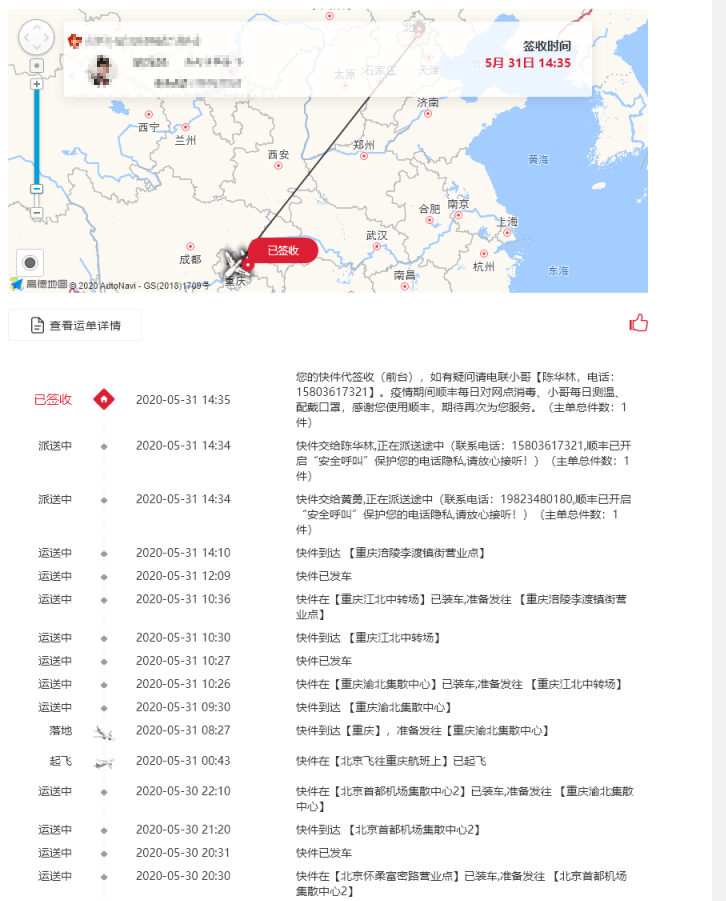 签收时间
5月 31日 14:35
太原
石家庄
天津
济南
西宁
兰州
西安
郑州
黄海
合肥
南京
上海
武汉
成都
杭州
南昌
东海
重庆
已签收
高德地图 © 2020 AutoNavi - GS(2018)1709号
查看运单详情
已签收 2020-05-31 14:35 您的快件代签收（前台），如有疑问请电联小哥【陈华林，电话：
15803617321】。疫情期间顺丰每日对网点消毒、小哥每日测温、
配戴口罩，感谢您使用顺丰，期待再次为您服务。（主单总件数：1
件）
派送中 2020-05-31 14:34 快件交给陈华林,正在派送途中（联系电话：15803617321,顺丰已开
启“安全呼叫”保护您的电话隐私,请放心接听！）（主单总件数：1
件）
派送中 2020-05-31 14:34 快件交给黄勇,正在派送途中（联系电话：19823480180,顺丰已开启
“安全呼叫”保护您的电话隐私,请放心接听！）（主单总件数：1
件）
运送中 2020-05-31 14:10 快件到达 【重庆涪陵李渡镇街营业点】
运送中 2020-05-31 12:09 快件已发车
运送中 2020-05-31 10:36 快件在【重庆江北中转场】已装车,准备发往 【重庆涪陵李渡镇街营
业点】
运送中 2020-05-31 10:30 快件到达 【重庆江北中转场】
运送中 2020-05-31 10:27 快件已发车
运送中 2020-05-31 10:26 快件在【重庆渝北集散中心】已装车,准备发往 【重庆江北中转场】
运送中 2020-05-31 09:30 快件到达 【重庆渝北集散中心】
落地 2020-05-31 08:27 快件到达【重庆】，准备发往【重庆渝北集散中心】
起飞 2020-05-31 00:43 快件在【北京飞往重庆航班上】已起飞
运送中 2020-05-30 22:10 快件在【北京首都机场集散中心2】已装车,准备发往 【重庆渝北集散
中心】
运送中 2020-05-30 21:20 快件到达 【北京首都机场集散中心2】
运送中 2020-05-30 20:31 快件已发车
运送中 2020-05-30 20:30 快件在【北京怀柔富密路营业点】已装车,准备发往 【北京首都机场
集散中心2】